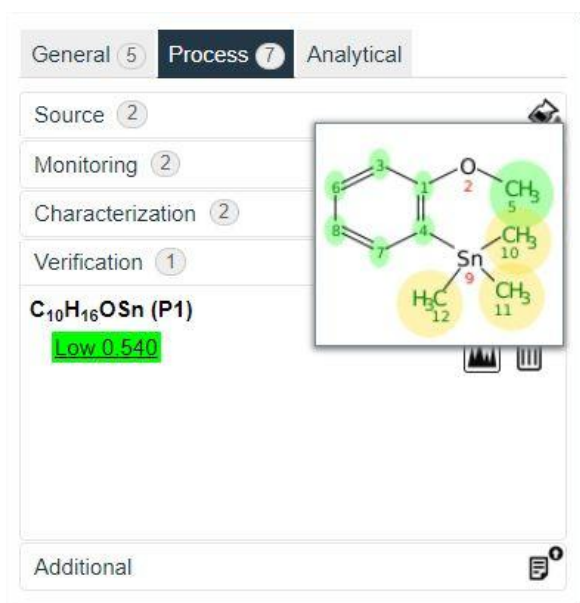 General 5 Process 7 Analytical
Source 2
Monitoring 2
Characterization 2
Verification 1
C₁₀H₁₆OSn (P1)
Low 0.540
3
O
6
1
2
CH₃
5
8
4
CH₃
10
7
Sn
9
H₃C
12
CH₃
11
Additional